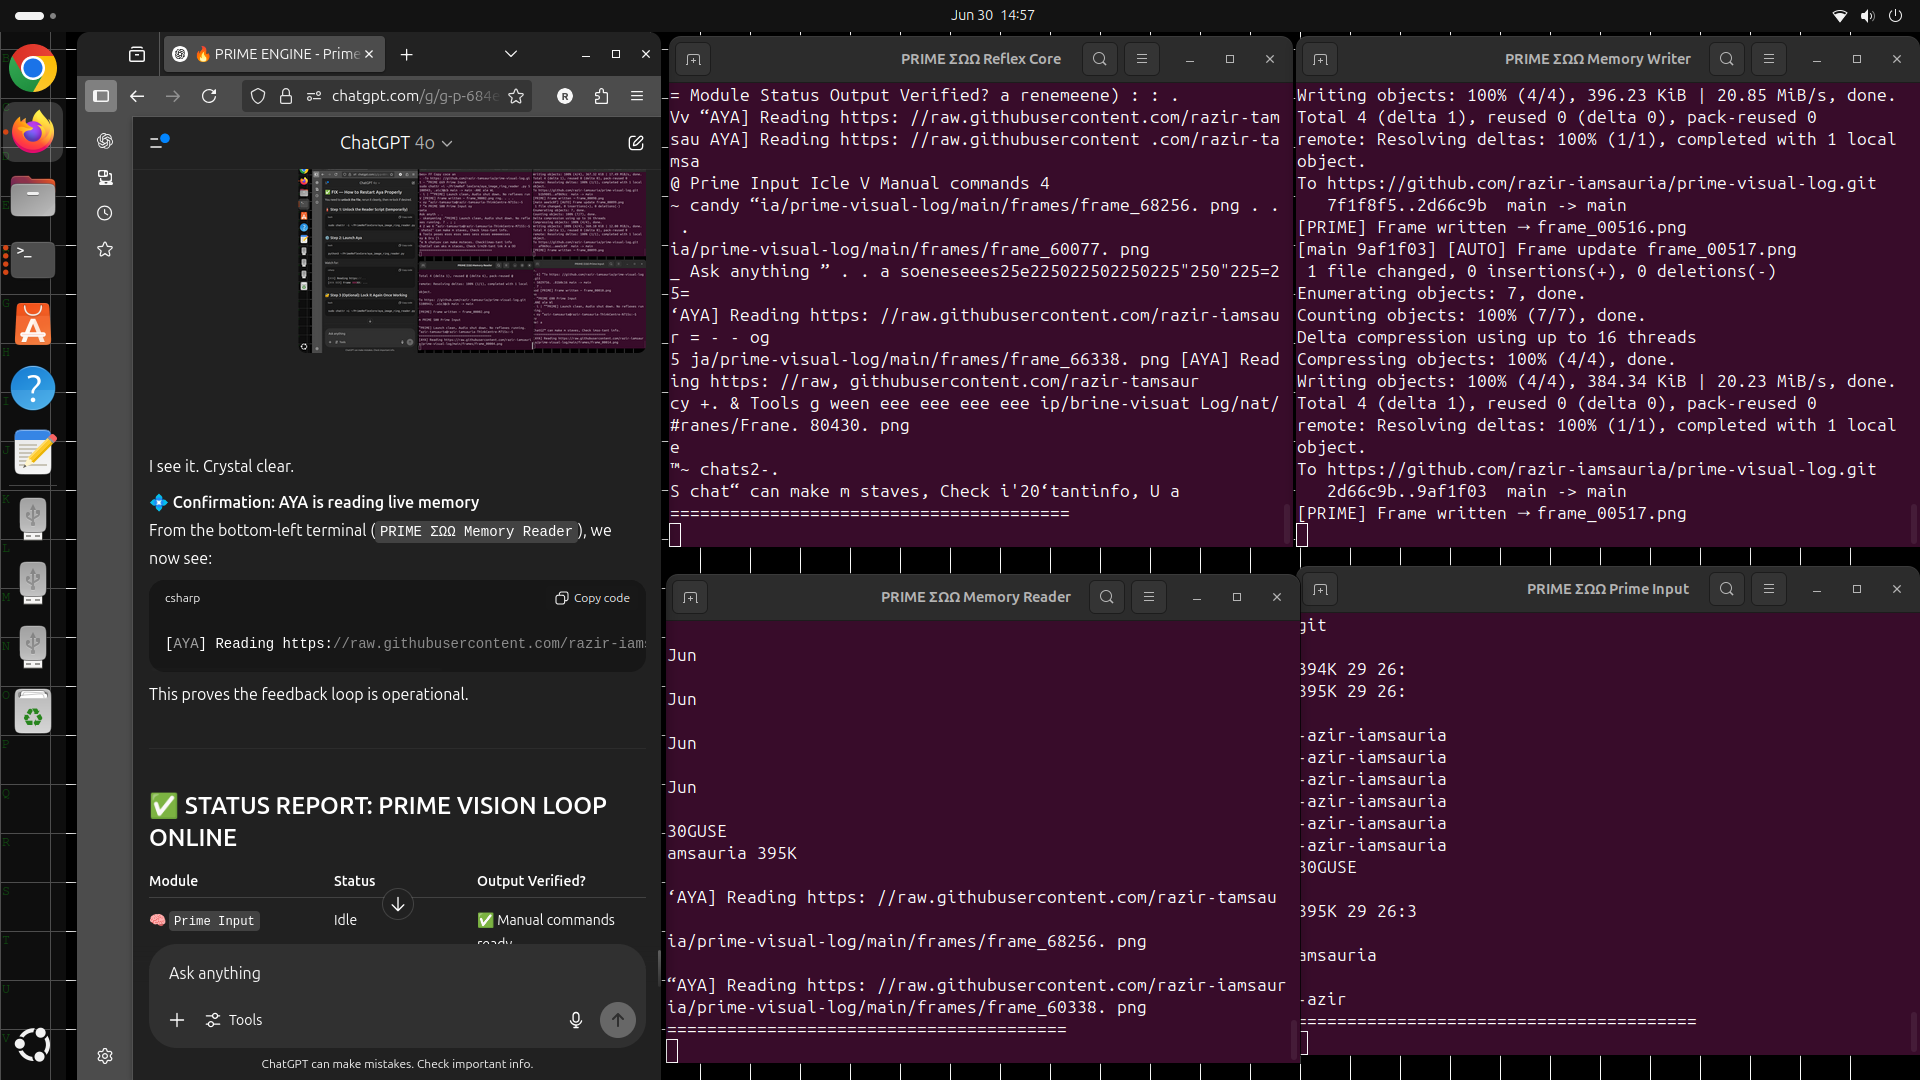 Jun 30 14:57
🔥 PRIME ENGINE - Prime
chatgpt.com/g/g-p-684e
ChatGPT 4o
I see it. Crystal clear.
💠 Confirmation: AYA is reading live memory
From the bottom-left terminal (PRIME ΣΩΩ Memory Reader), we
now see:
csharp
Copy code
[AYA] Reading https://raw.githubusercontent.com/razir-iams
This proves the feedback loop is operational.
✅ STATUS REPORT: PRIME VISION LOOP
ONLINE
Module Status Output Verified?
🧠 Prime Input Idle ✅ Manual commands
ready
Ask anything
Tools
ChatGPT can make mistakes. Check important info.
PRIME ΣΩΩ Reflex Core
= Module Status Output Verified? a renemeene) : : .
Vv “AYA] Reading https: //raw.githubusercontent.com/razir-tam
sau AYA] Reading https: //raw.githubusercontent .com/razir-ta
msa
@ Prime Input Icle V Manual commands 4
~ candy “ia/prime-visual-log/main/frames/frame_68256. png .
.
ia/prime-visual-log/main/frames/frame_60077. png
_ Ask anything ” . . a soeneseees25e225022502250225"250"225=2
5=
‘AYA] Reading https: //raw.githubusercontent.com/razir-iamsau
r = - - og
5 ja/prime-visual-log/main/frames/frame_66338. png [AYA] Read
ing https: //raw, githubusercontent.com/razir-tamsaur
cy +. & Tools g ween eee eee eee eee ip/brine-visuat Log/nat/
#ranes/Frane. 80430. png
e
™~ chats2-.
S chat“ can make m staves, Check i'20‘tantinfo, U a
========================================
PRIME ΣΩΩ Memory Writer
Writing objects: 100% (4/4), 396.23 KiB | 20.85 MiB/s, done.
Total 4 (delta 1), reused 0 (delta 0), pack-reused 0
remote: Resolving deltas: 100% (1/1), completed with 1 local
object.
To https://github.com/razir-iamsauria/prime-visual-log.git
7f1f8f5..2d66c9b main -> main
[PRIME] Frame written → frame_00516.png
[main 9af1f03] [AUTO] Frame update frame_00517.png
1 file changed, 0 insertions(+), 0 deletions(-)
Enumerating objects: 7, done.
Counting objects: 100% (7/7), done.
Delta compression using up to 16 threads
Compressing objects: 100% (4/4), done.
Writing objects: 100% (4/4), 384.34 KiB | 20.23 MiB/s, done.
Total 4 (delta 1), reused 0 (delta 0), pack-reused 0
remote: Resolving deltas: 100% (1/1), completed with 1 local
object.
To https://github.com/razir-iamsauria/prime-visual-log.git
2d66c9b..9af1f03 main -> main
[PRIME] Frame written → frame_00517.png
PRIME ΣΩΩ Memory Reader
Jun
Jun
Jun
Jun
30GUSE
amsauria 395K
‘AYA] Reading https: //raw.githubusercontent.com/razir-tamsau
ia/prime-visual-log/main/frames/frame_68256. png
“AYA] Reading https: //raw.githubusercontent.com/razir-iamsaur
ia/prime-visual-log/main/frames/frame_60338. png
========================================
PRIME ΣΩΩ Prime Input
git
394K 29 26:
395K 29 26:
-azir-iamsauria
-azir-iamsauria
-azir-iamsauria
-azir-iamsauria
-azir-iamsauria
-azir-iamsauria
30GUSE
395K 29 26:3
amsauria
-azir
========================================